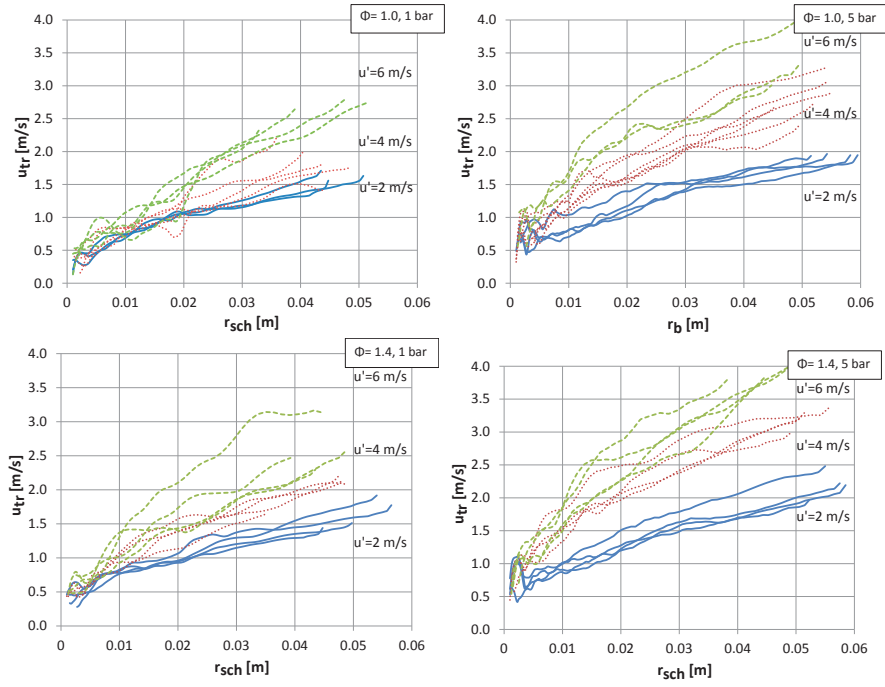 Φ= 1.0, 1 bar
4.0
3.5
3.0
2.5
2.0
1.5
1.0
0.5
0.0
u_tr [m/s]
u'=6 m/s
u'=4 m/s
u'=2 m/s
0 0.01 0.02 0.03 0.04 0.05 0.06
r_sch [m]
Φ= 1.0, 5 bar
4.0
3.5
3.0
2.5
2.0
1.5
1.0
0.5
0.0
u_tr [m/s]
u'=6 m/s
u'=4 m/s
u'=2 m/s
0 0.01 0.02 0.03 0.04 0.05 0.06
r_b [m]
Φ= 1.4, 1 bar
4.0
3.5
3.0
2.5
2.0
1.5
1.0
0.5
0.0
u_tr [m/s]
u'=6 m/s
u'=4 m/s
u'=2 m/s
0 0.01 0.02 0.03 0.04 0.05 0.06
r_sch [m]
Φ= 1.4, 5 bar
4.0
3.5
3.0
2.5
2.0
1.5
1.0
0.5
0.0
u_tr [m/s]
u'=6 m/s
u'=4 m/s
u'=2 m/s
0 0.01 0.02 0.03 0.04 0.05 0.06
r_sch [m]